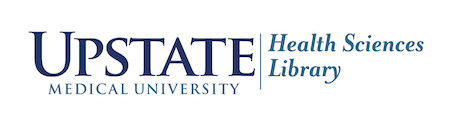 UPSTATE
MEDICAL UNIVERSITY
Health Sciences
Library